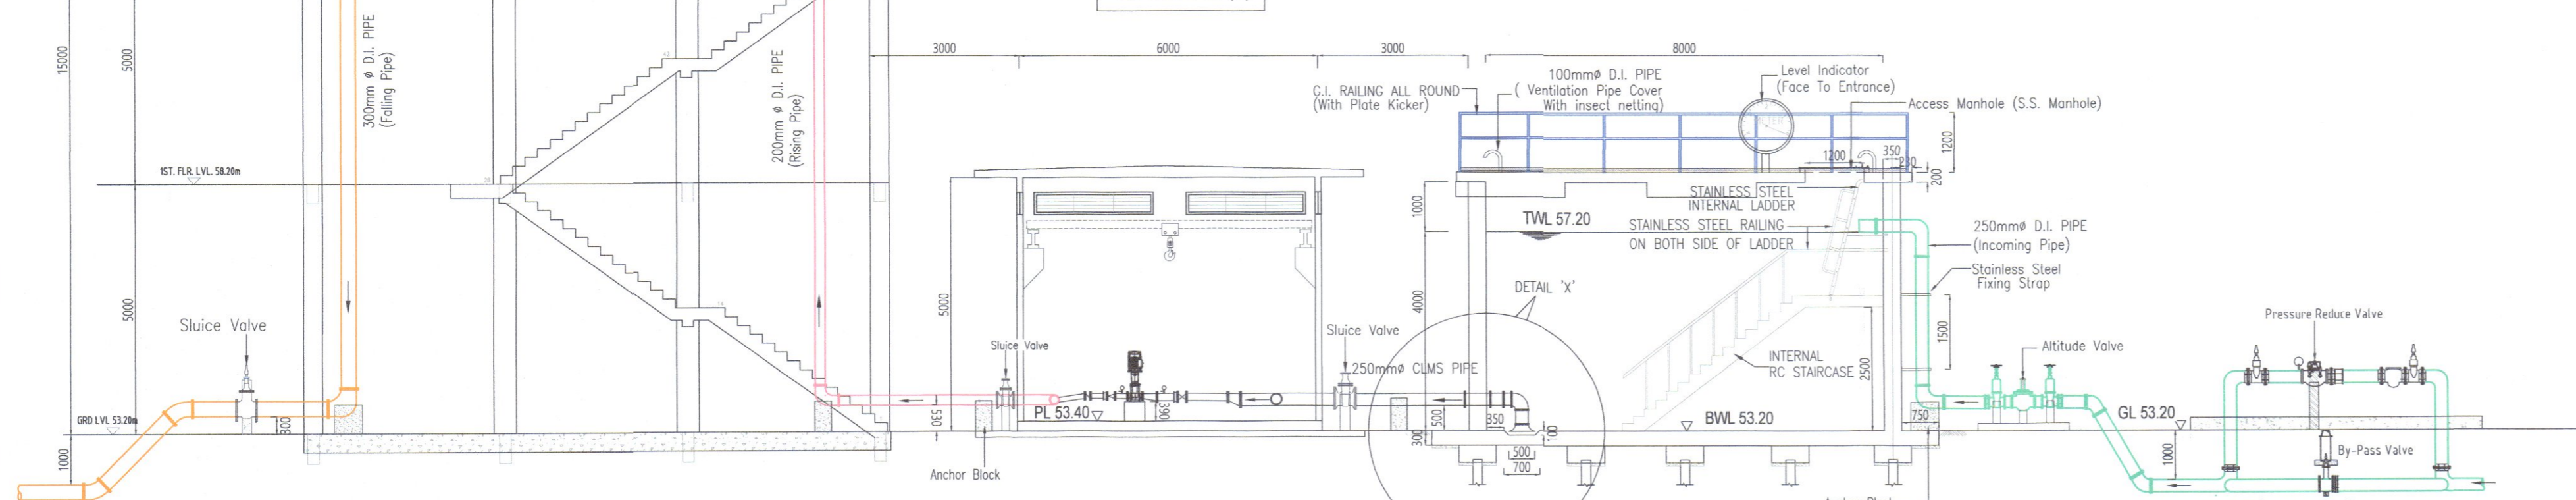 15000
5000
300mm ø D.I. PIPE
(Falling Pipe)
200mm ø D.I. PIPE
(Rising Pipe)
3000
6000
3000
8000
G.I. RAILING ALL ROUND
(With Plate Kicker)
100mmø D.I. PIPE
( Ventilation Pipe Cover
With insect netting)
Level Indicator
(Face To Entrance)
Access Manhole (S.S. Manhole)
1200
1200
350
230
200
1ST. FLR. LVL. 58.20m
1000
TWL 57.20
STAINLESS STEEL
INTERNAL LADDER
STAINLESS STEEL RAILING
ON BOTH SIDE OF LADDER
250mmø D.I. PIPE
(Incoming Pipe)
Stainless Steel
Fixing Strap
DETAIL 'X'
5000
Sluice Valve
5000
4000
1500
Pressure Reduce Valve
Sluice Valve
Sluice Valve
250mmø CLMS PIPE
INTERNAL
RC STAIRCASE
2500
Altitude Valve
GRD LVL 53.20m
300
530
PL 53.40
390
500
350
300
100
BWL 53.20
750
GL 53.20
1000
Anchor Block
500
700
1000
By-Pass Valve